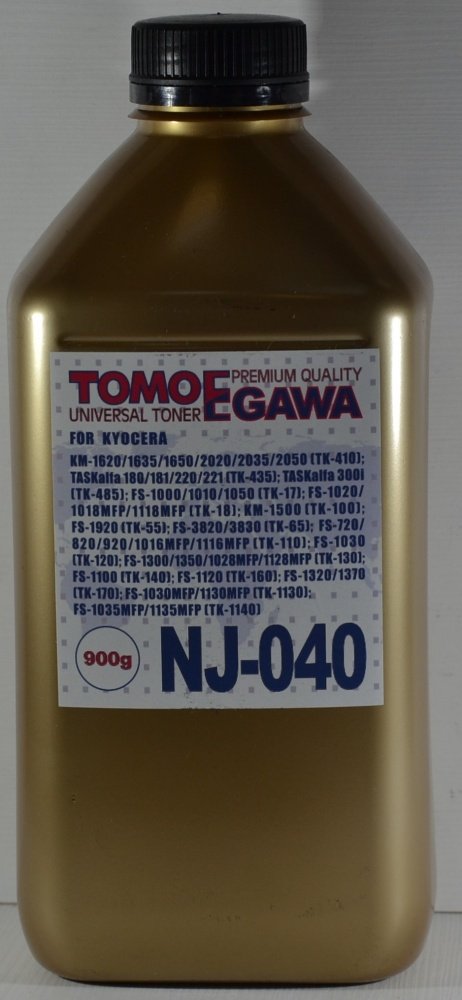 PREMIUM QUALITY
TOMOEGAWA
UNIVERSAL TONER
FOR KYOCERA
KM-1620/1635/1650/2020/2035/2050 (TK-410);
TASKalfa 180/181/220/221 (TK-435); TASKalfa 300i
(TK-485); FS-1000/1010/1050 (TK-17); FS-1020/
1018MFP/1118MFP (TK-18); KM-1500 (TK-100);
FS-1920 (TK-55); FS-3820/3830 (TK-65); FS-720/
820/920/1016MFP/1116MFP (TK-110); FS-1030
(TK-120); FS-1300/1350/1028MFP/1128MFP (TK-130);
FS-1100 (TK-140); FS-1120 (TK-160); FS-1320/1370
(TK-170); FS-1030MFP/1130MFP (TK-1130);
FS-1035MFP/1135MFP (TK-1140)
900g NJ-040